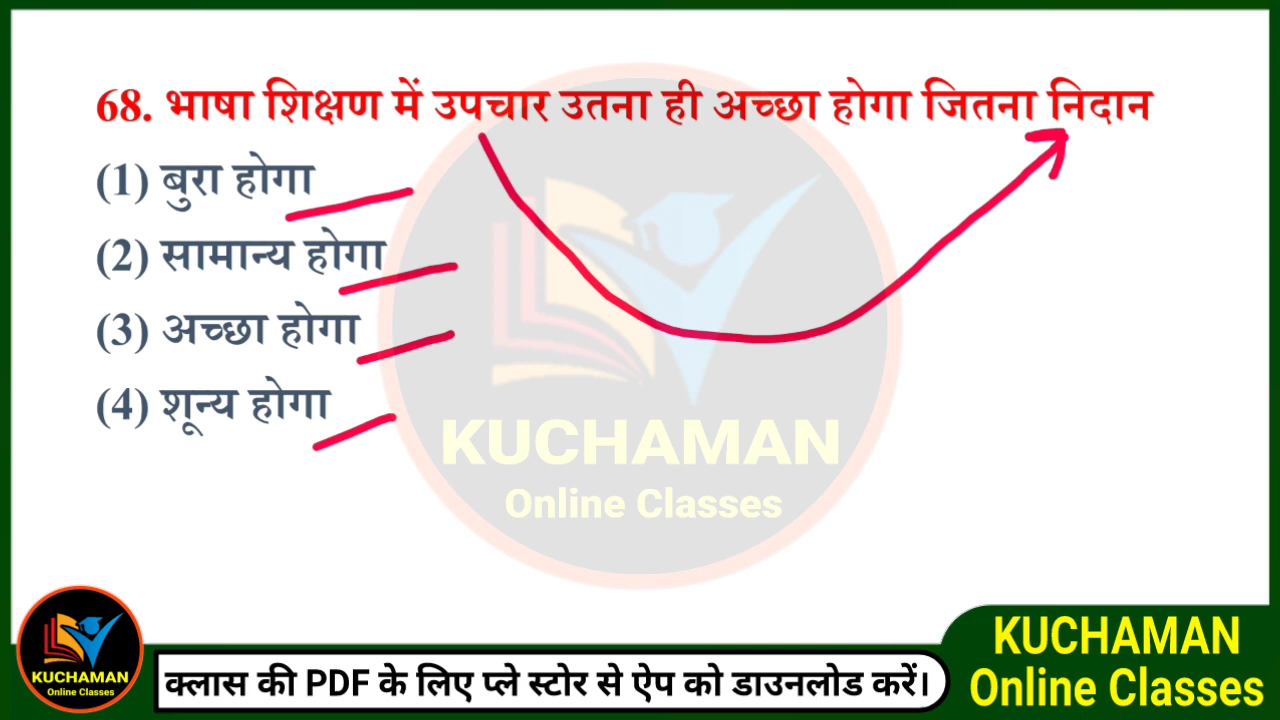 68. भाषा शिक्षण में उपचार उतना ही अच्छा होगा जितना निदान
(1) बुरा होगा
(2) सामान्य होगा
(3) अच्छा होगा
(4) शून्य होगा
KUCHAMAN
Online Classes
KUCHAMAN
Online Classes
क्लास की PDF के लिए प्ले स्टोर से ऐप को डाउनलोड करें।
KUCHAMAN
Online Classes